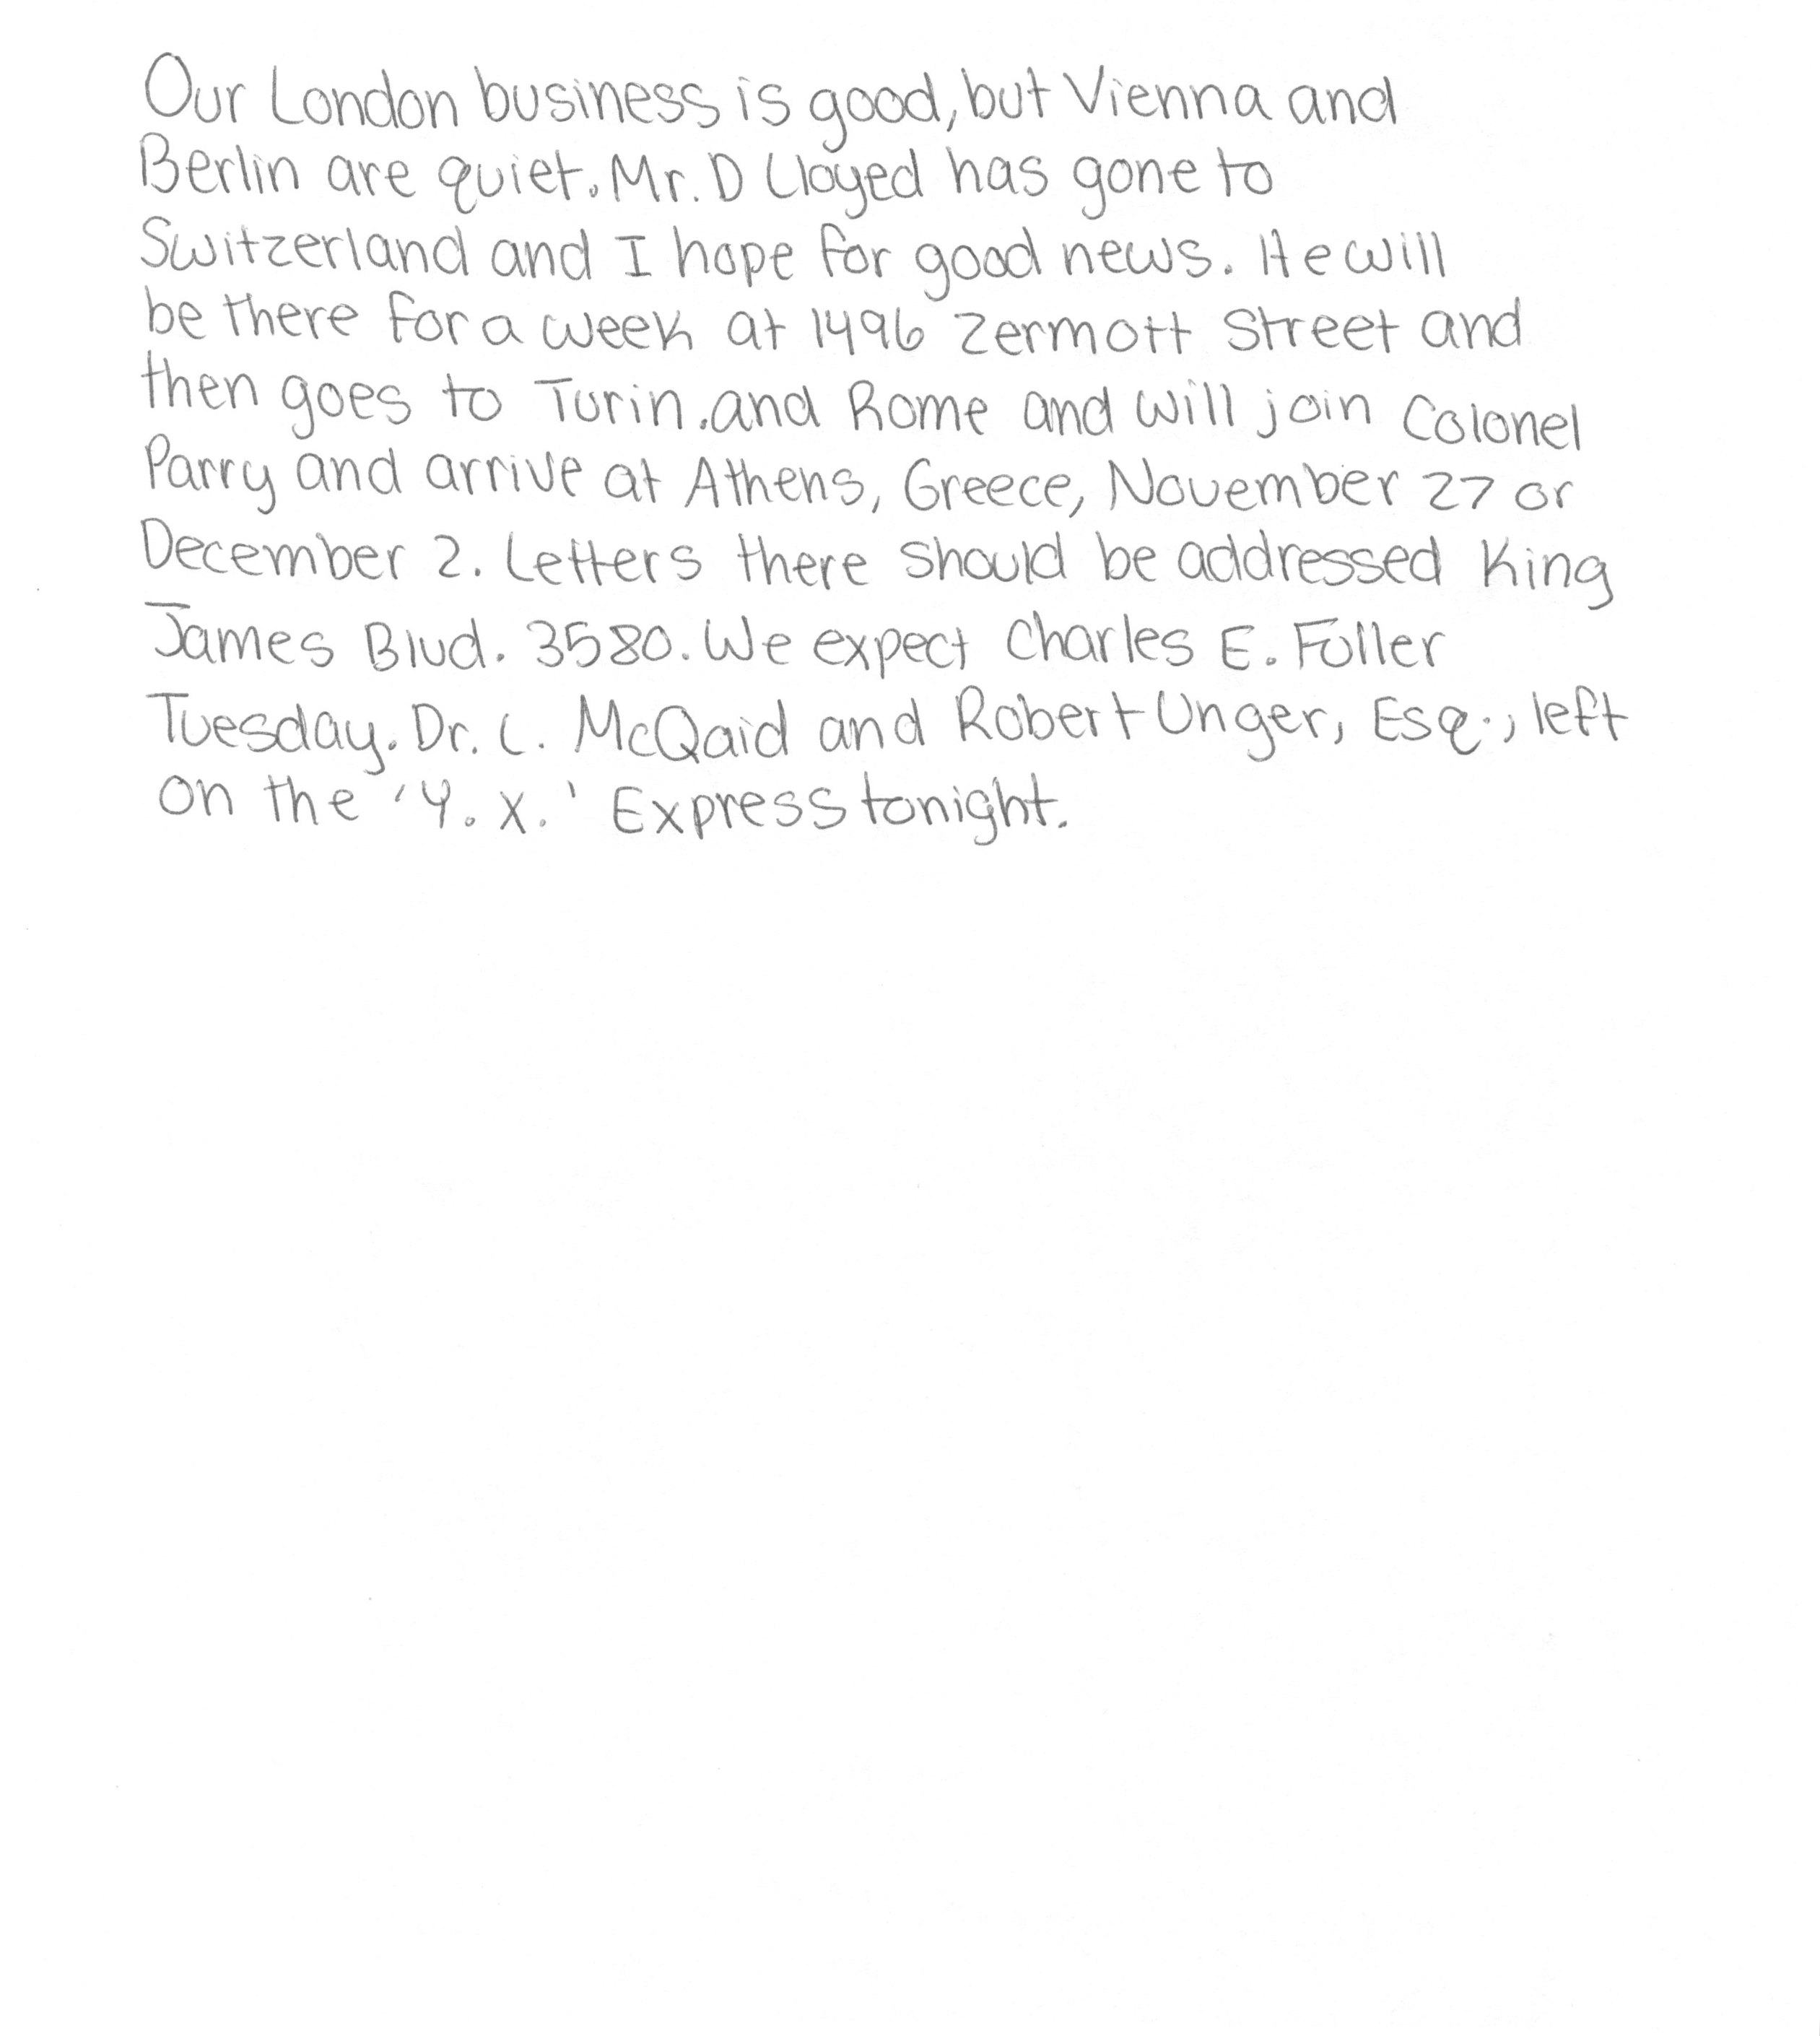 Our London business is good, but Vienna and
Berlin are quiet. Mr. D Lloyed has gone to
Switzerland and I hope for good news. He will
be there for a week at 1496 Zermott Street and
then goes to Turin.and Rome and will join Colonel
Parry and arrive at Athens, Greece, November 27 or
December 2. Letters there should be addressed King
James Blvd. 3580. We expect Charles E. Fuller
Tuesday. Dr. L. McQaid and Robert Unger, Esq., left
on the 'Y. X.' Express tonight.